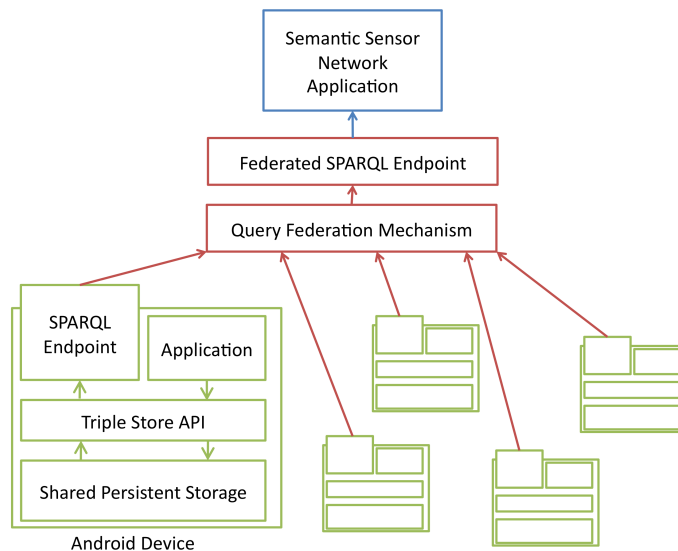 Semantic Sensor
Network
Application
Federated SPARQL Endpoint
Query Federation Mechanism
SPARQL
Endpoint
Application
Triple Store API
Shared Persistent Storage
Android Device